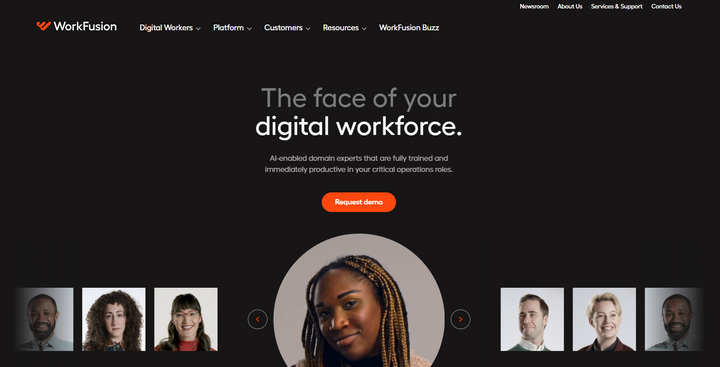 Newsroom About Us Services & Support Contact Us
WorkFusion Digital Workers Platform Customers Resources WorkFusion Buzz
The face of your
digital workforce.
AI-enabled domain experts that are fully trained and
immediately productive in your critical operations roles.
Request demo